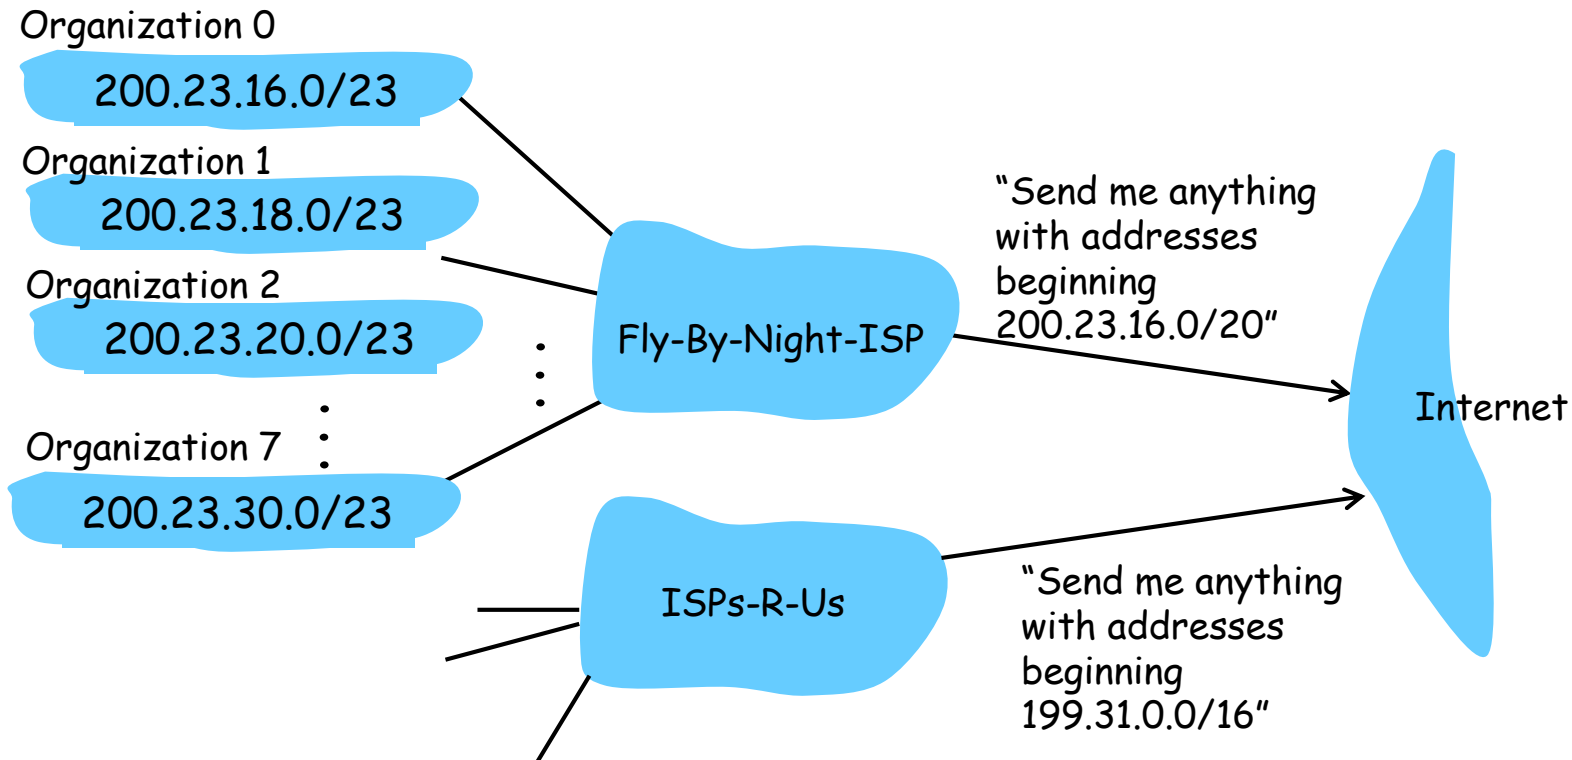 Organization 0
200.23.16.0/23
Organization 1
200.23.18.0/23
Organization 2
200.23.20.0/23
Organization 7
200.23.30.0/23
Fly-By-Night-ISP
“Send me anything
with addresses
beginning
200.23.16.0/20”
Internet
ISPs-R-Us
“Send me anything
with addresses
beginning
199.31.0.0/16”